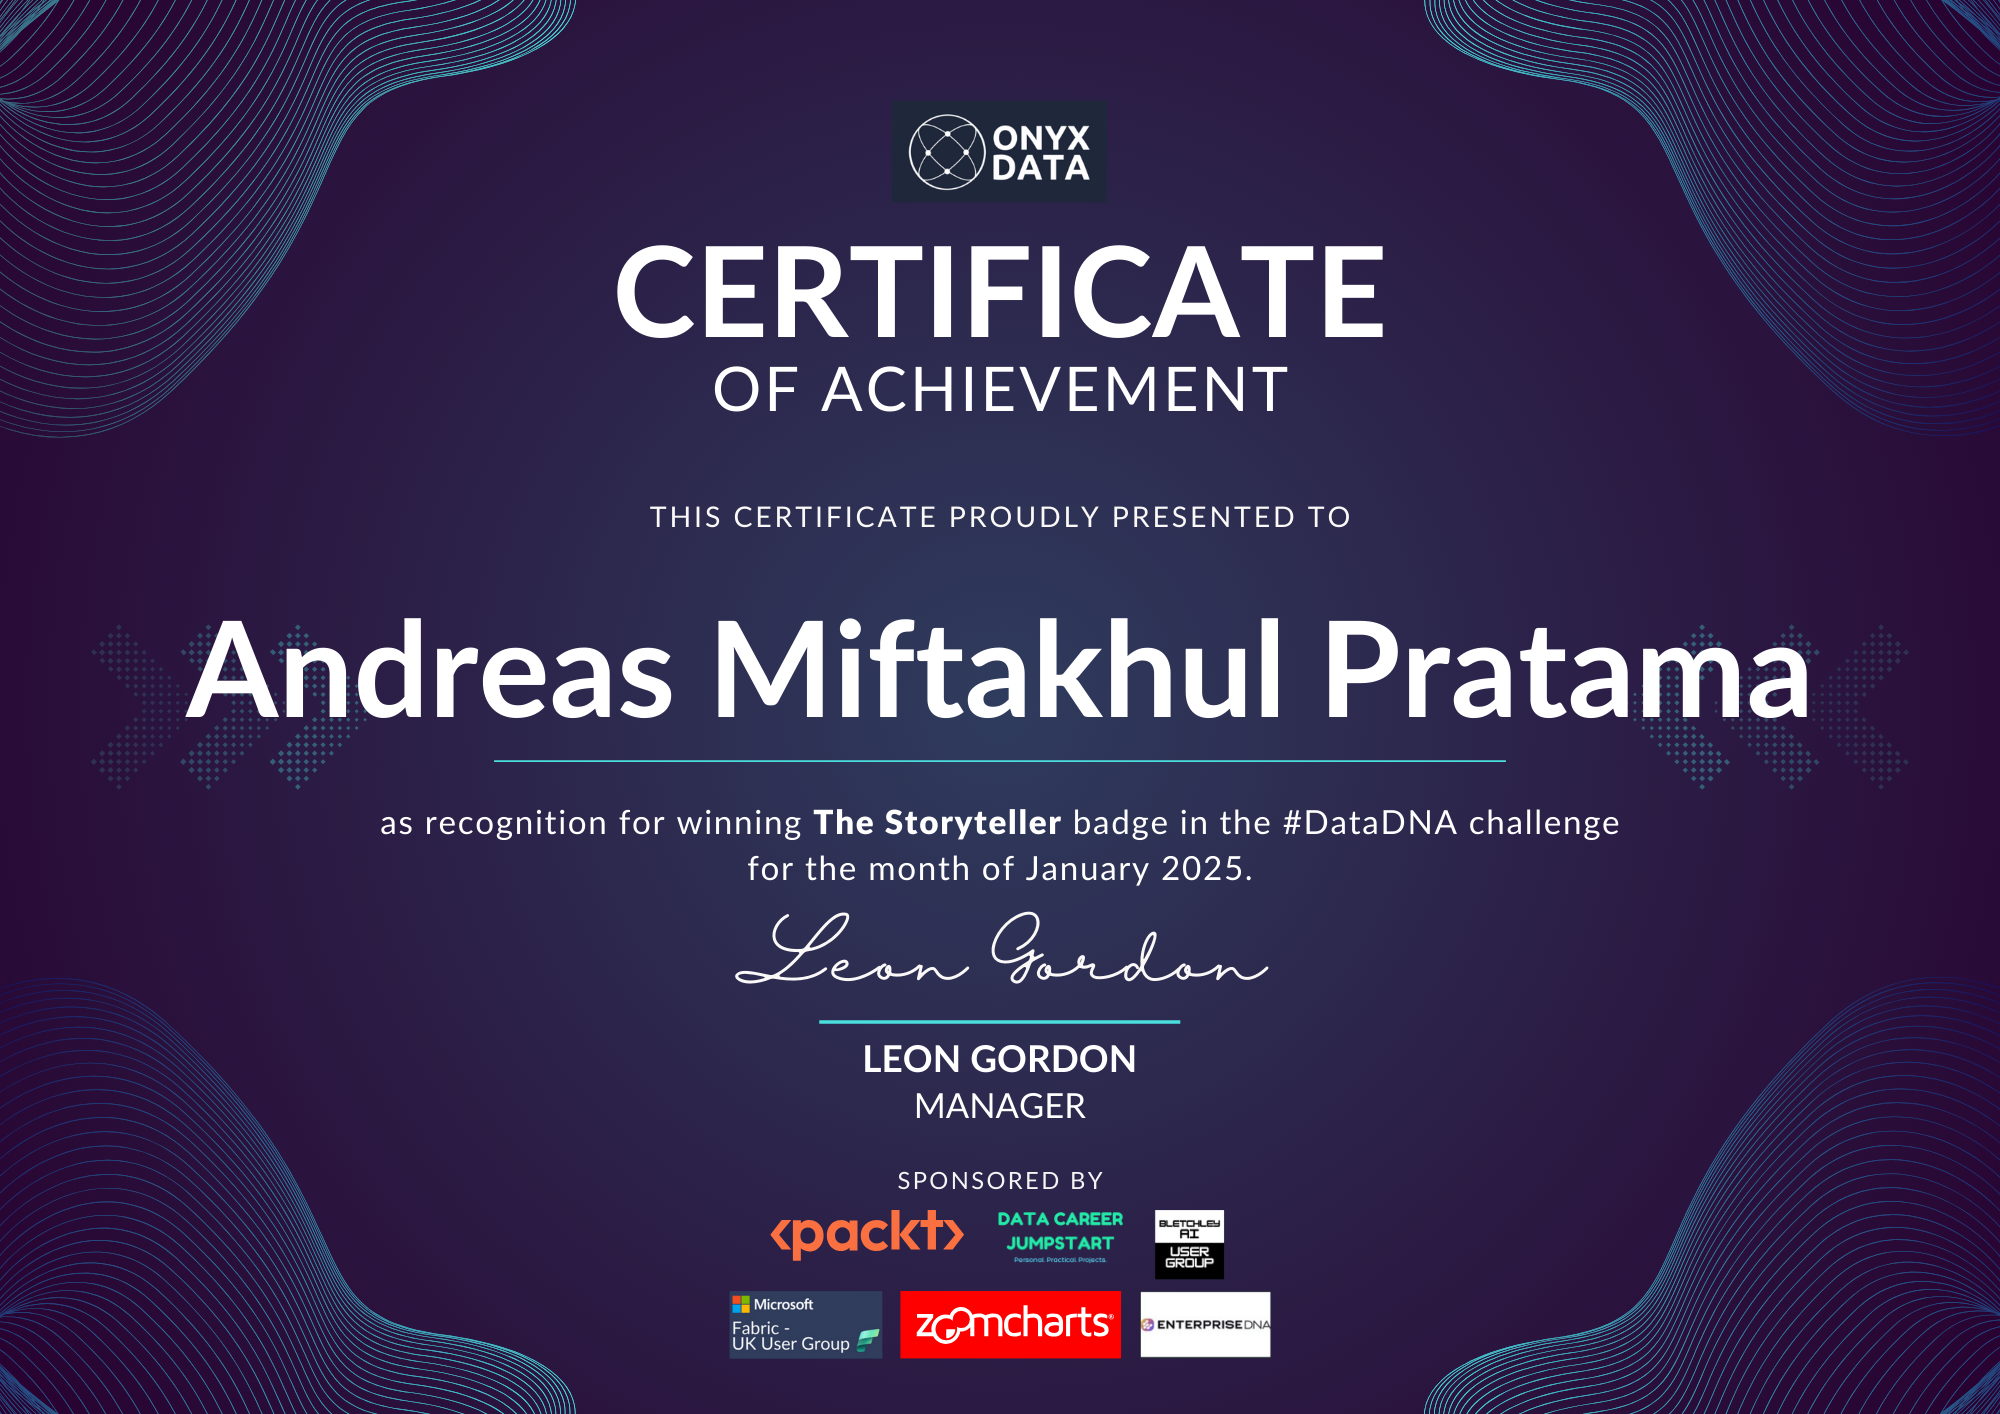 ONYX
DATA
CERTIFICATE
OF ACHIEVEMENT
THIS CERTIFICATE PROUDLY PRESENTED TO
Andreas Miftakhul Pratama
as recognition for winning The Storyteller badge in the #DataDNA challenge
for the month of January 2025.
Leon Gordon
LEON GORDON
MANAGER
SPONSORED BY
<packt>
DATA CAREER
JUMPSTART
Personal. Practical. Projects.
BLETCHLEY
AI
USER
GROUP
Microsoft
Fabric -
UK User Group
zoomcharts®
ENTERPRISE DNA